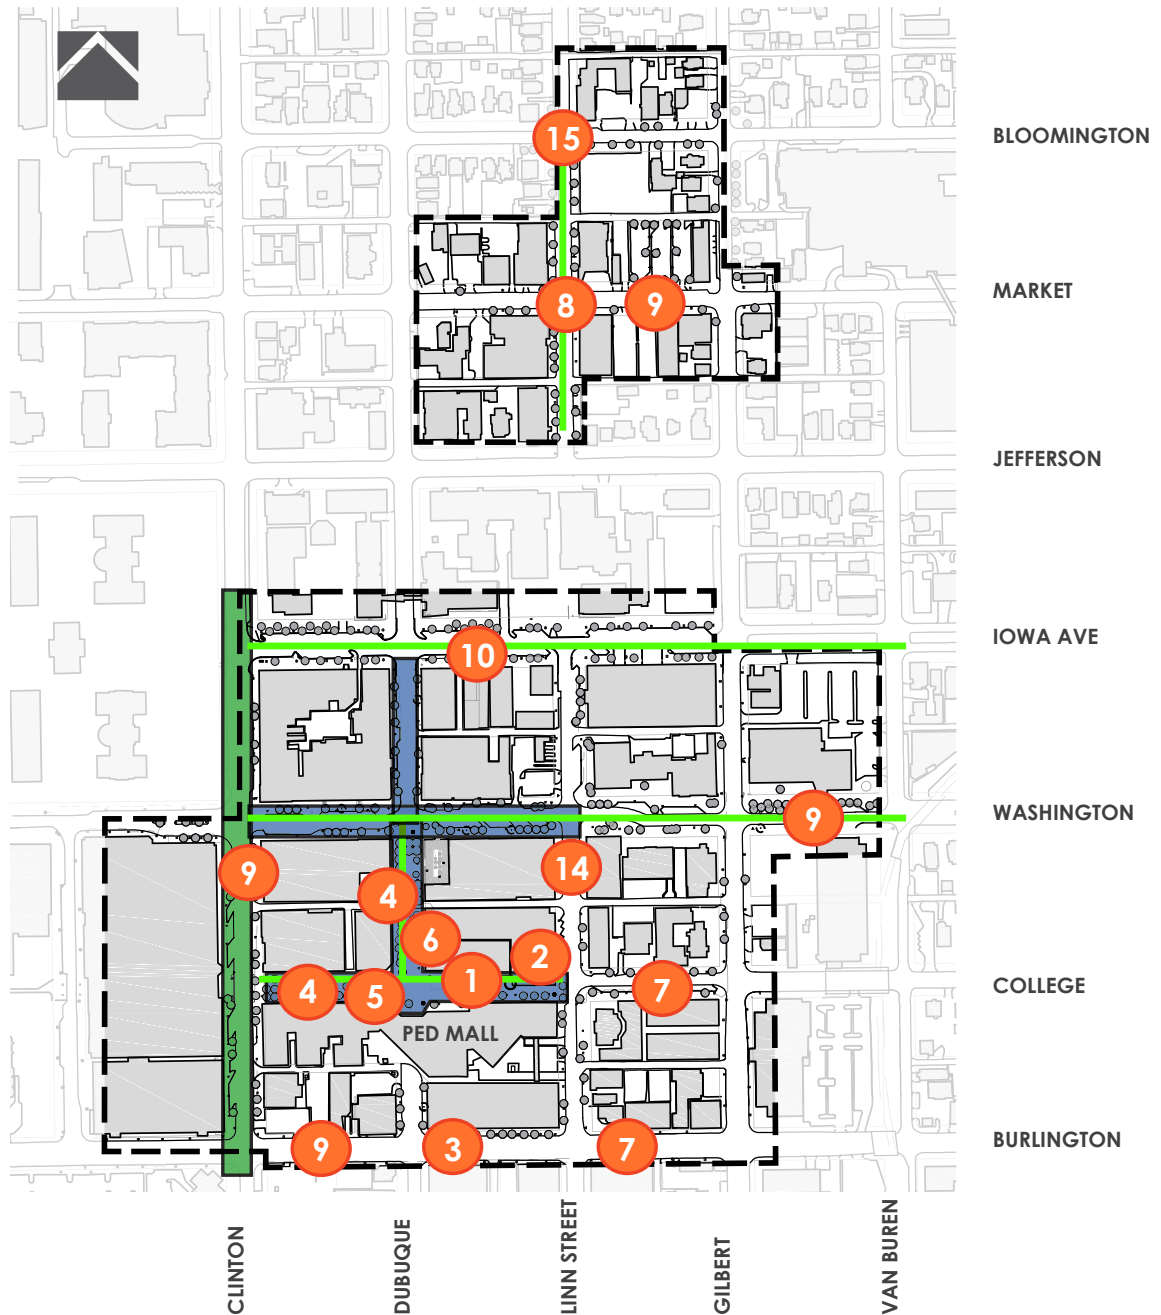 15
BLOOMINGTON
8
9
MARKET
JEFFERSON
10
IOWA AVE
9
WASHINGTON
9
14
4
6
2
1
4
5
7
COLLEGE
PED MALL
9
3
7
BURLINGTON
CLINTON
DUBUQUE
LINN STREET
GILBERT
VAN BUREN